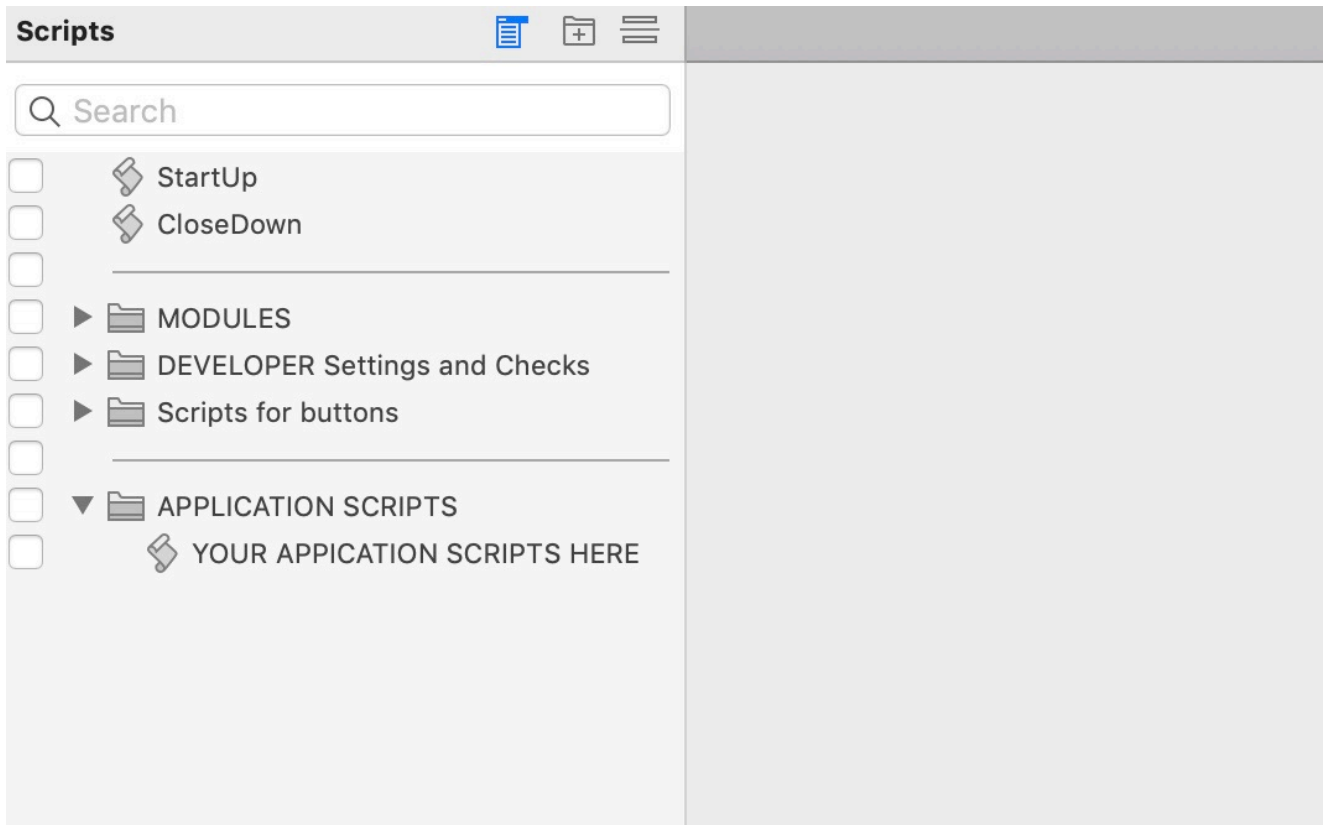 Scripts
Search
StartUp
CloseDown
MODULES
DEVELOPER Settings and Checks
Scripts for buttons
APPLICATION SCRIPTS
YOUR APPICATION SCRIPTS HERE